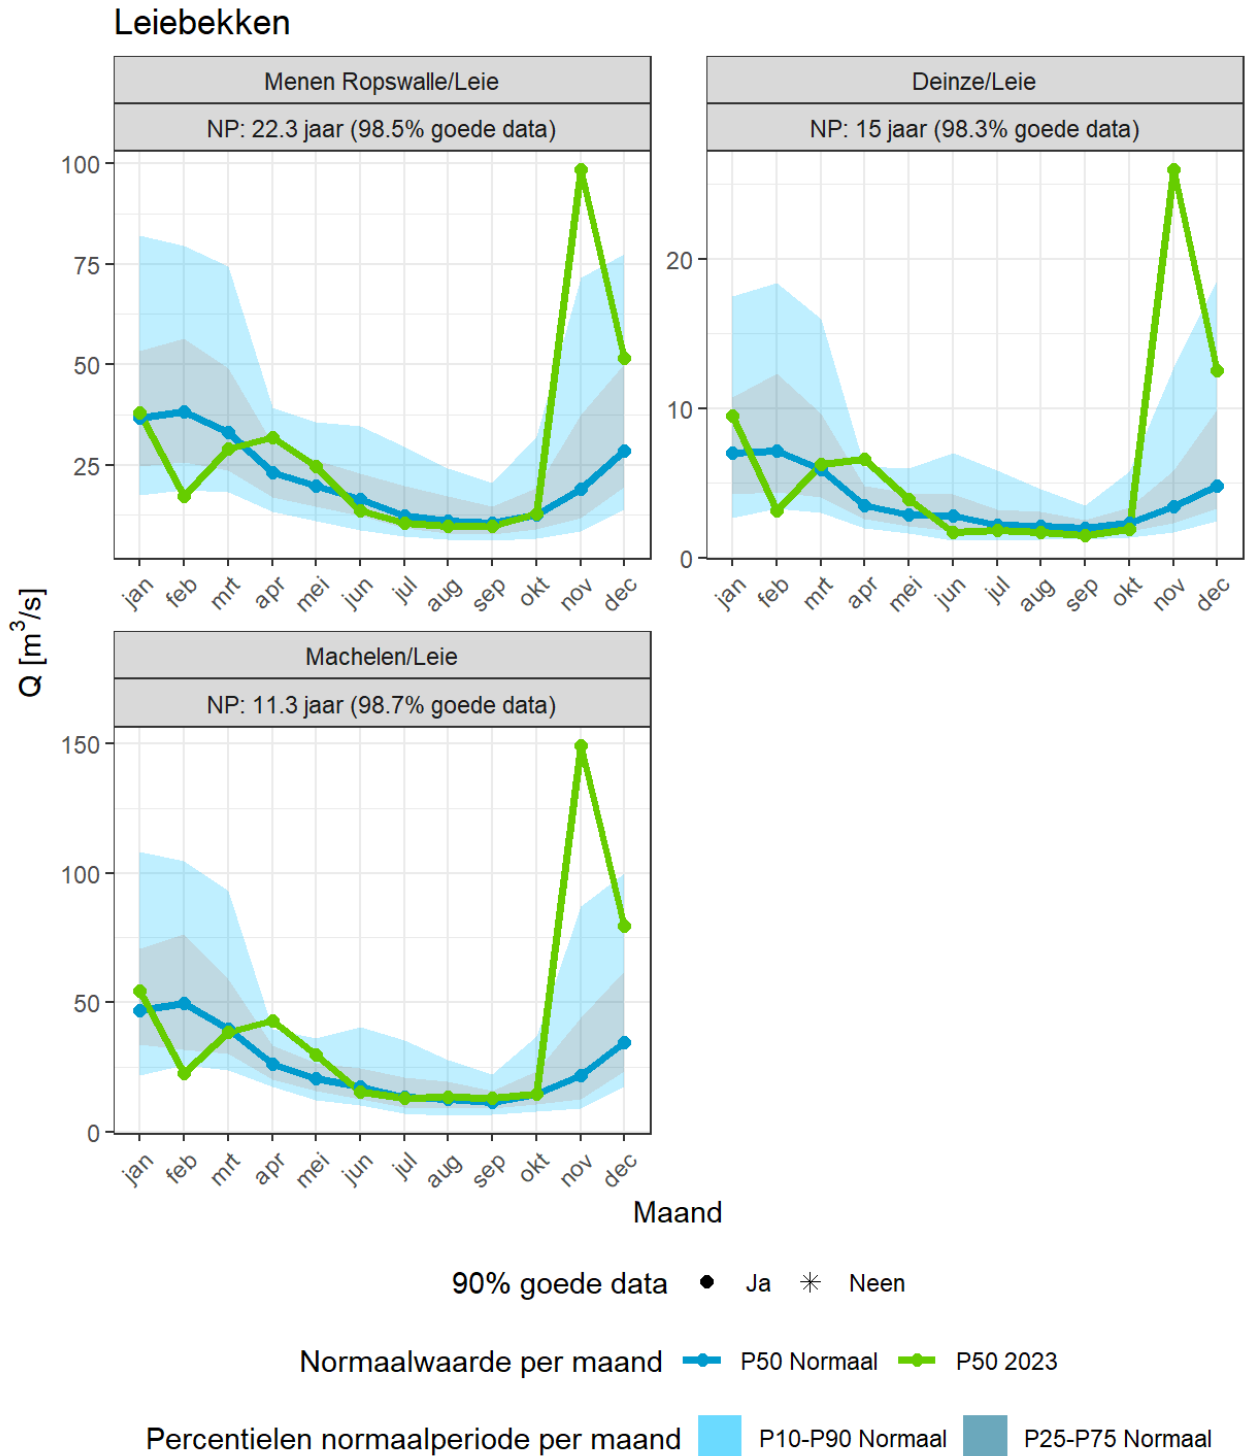 Leiebekken
Menen Ropswalle/Leie
NP: 22.3 jaar (98.5% goede data)
100
75
50
25
jan feb mrt apr mei jun jul aug sep okt nov dec
Deinze/Leie
NP: 15 jaar (98.3% goede data)
20
10
0
jan feb mrt apr mei jun jul aug sep okt nov dec
Q [m³/s]
Machelen/Leie
NP: 11.3 jaar (98.7% goede data)
150
100
50
0
jan feb mrt apr mei jun jul aug sep okt nov dec
Maand
90% goede data Ja Neen
Normaalwaarde per maand P50 Normaal P50 2023
Percentielen normaalperiode per maand P10-P90 Normaal P25-P75 Normaal